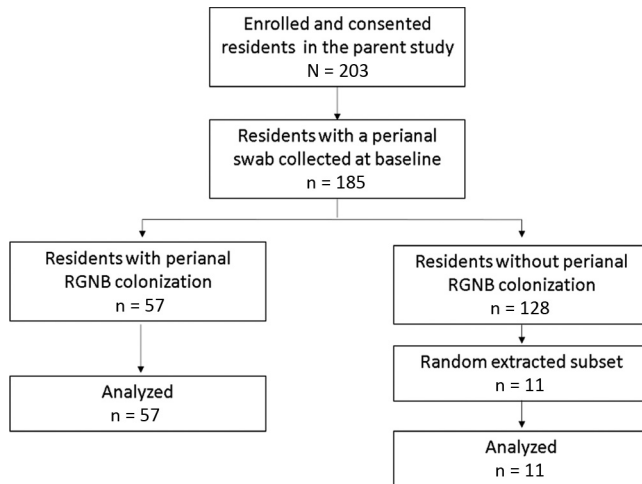 Enrolled and consented
residents in the parent study
N = 203
Residents with a perianal
swab collected at baseline
n = 185
Residents with perianal
RGNB colonization
n = 57
Analyzed
n = 57
Residents without perianal
RGNB colonization
n = 128
Random extracted subset
n = 11
Analyzed
n = 11